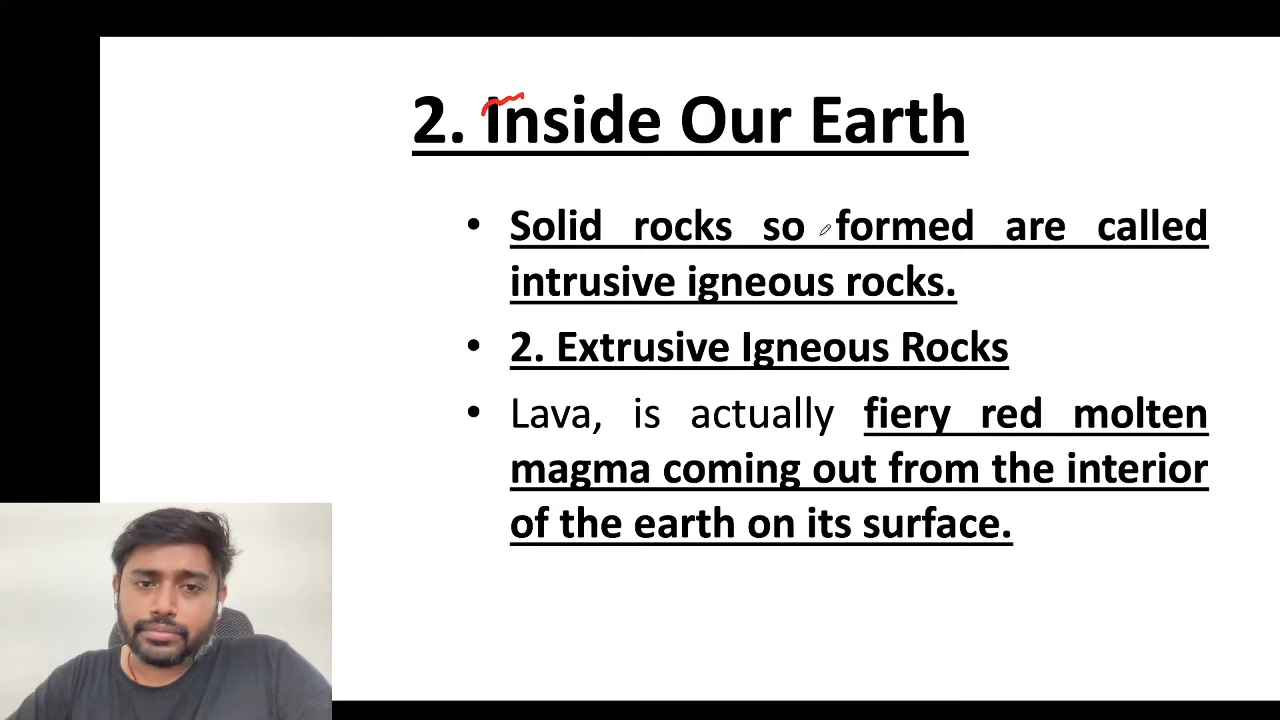 2. Inside Our Earth
• Solid rocks so formed are called
intrusive igneous rocks.
• 2. Extrusive Igneous Rocks
• Lava, is actually fiery red molten
magma coming out from the interior
of the earth on its surface.